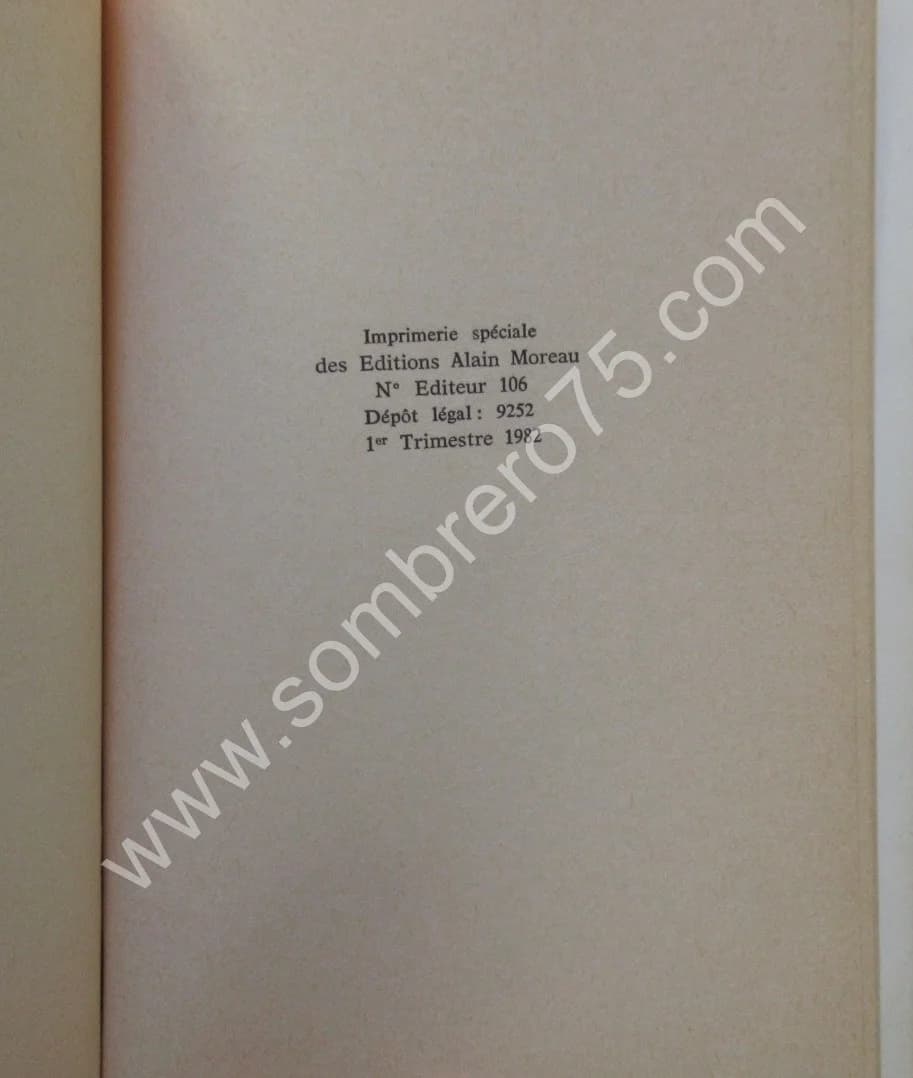 Imprimerie spéciale
des Editions Alain Moreau
N° Editeur 106
Dépôt légal : 9252
1er Trimestre 1982
www.sombrero75.com